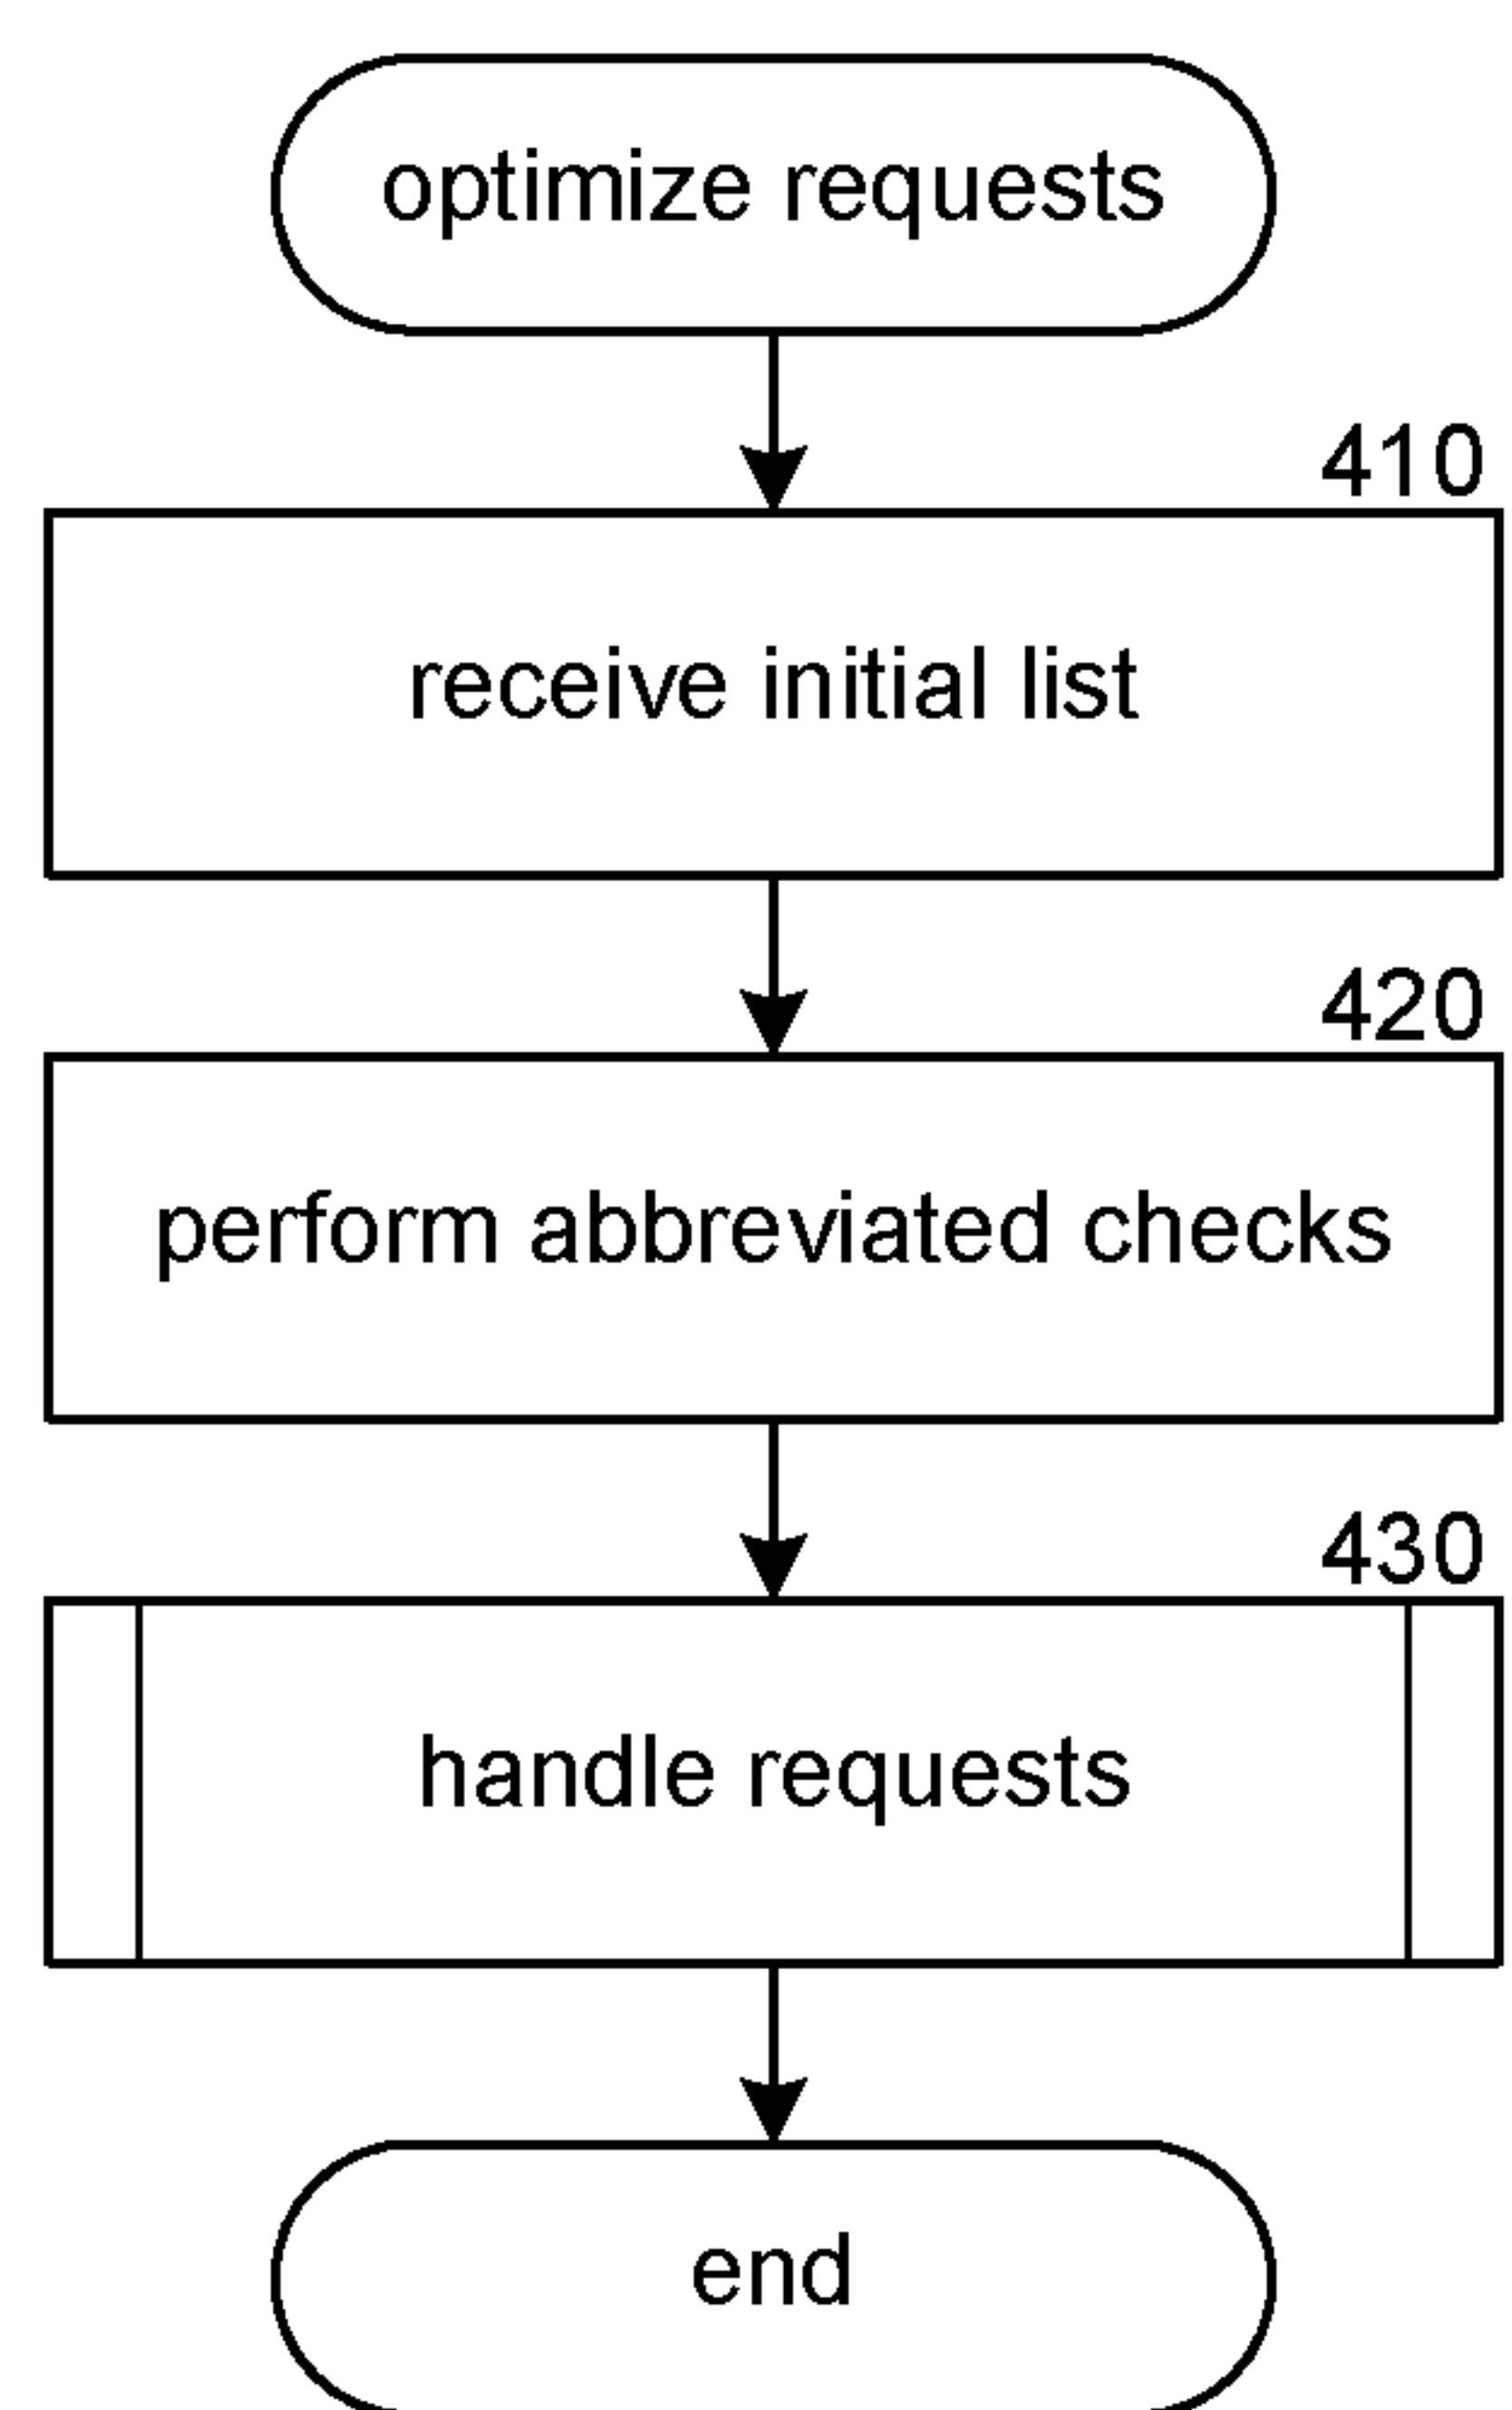 optimize requests
410
receive initial list
420
perform abbreviated checks
430
handle requests
end